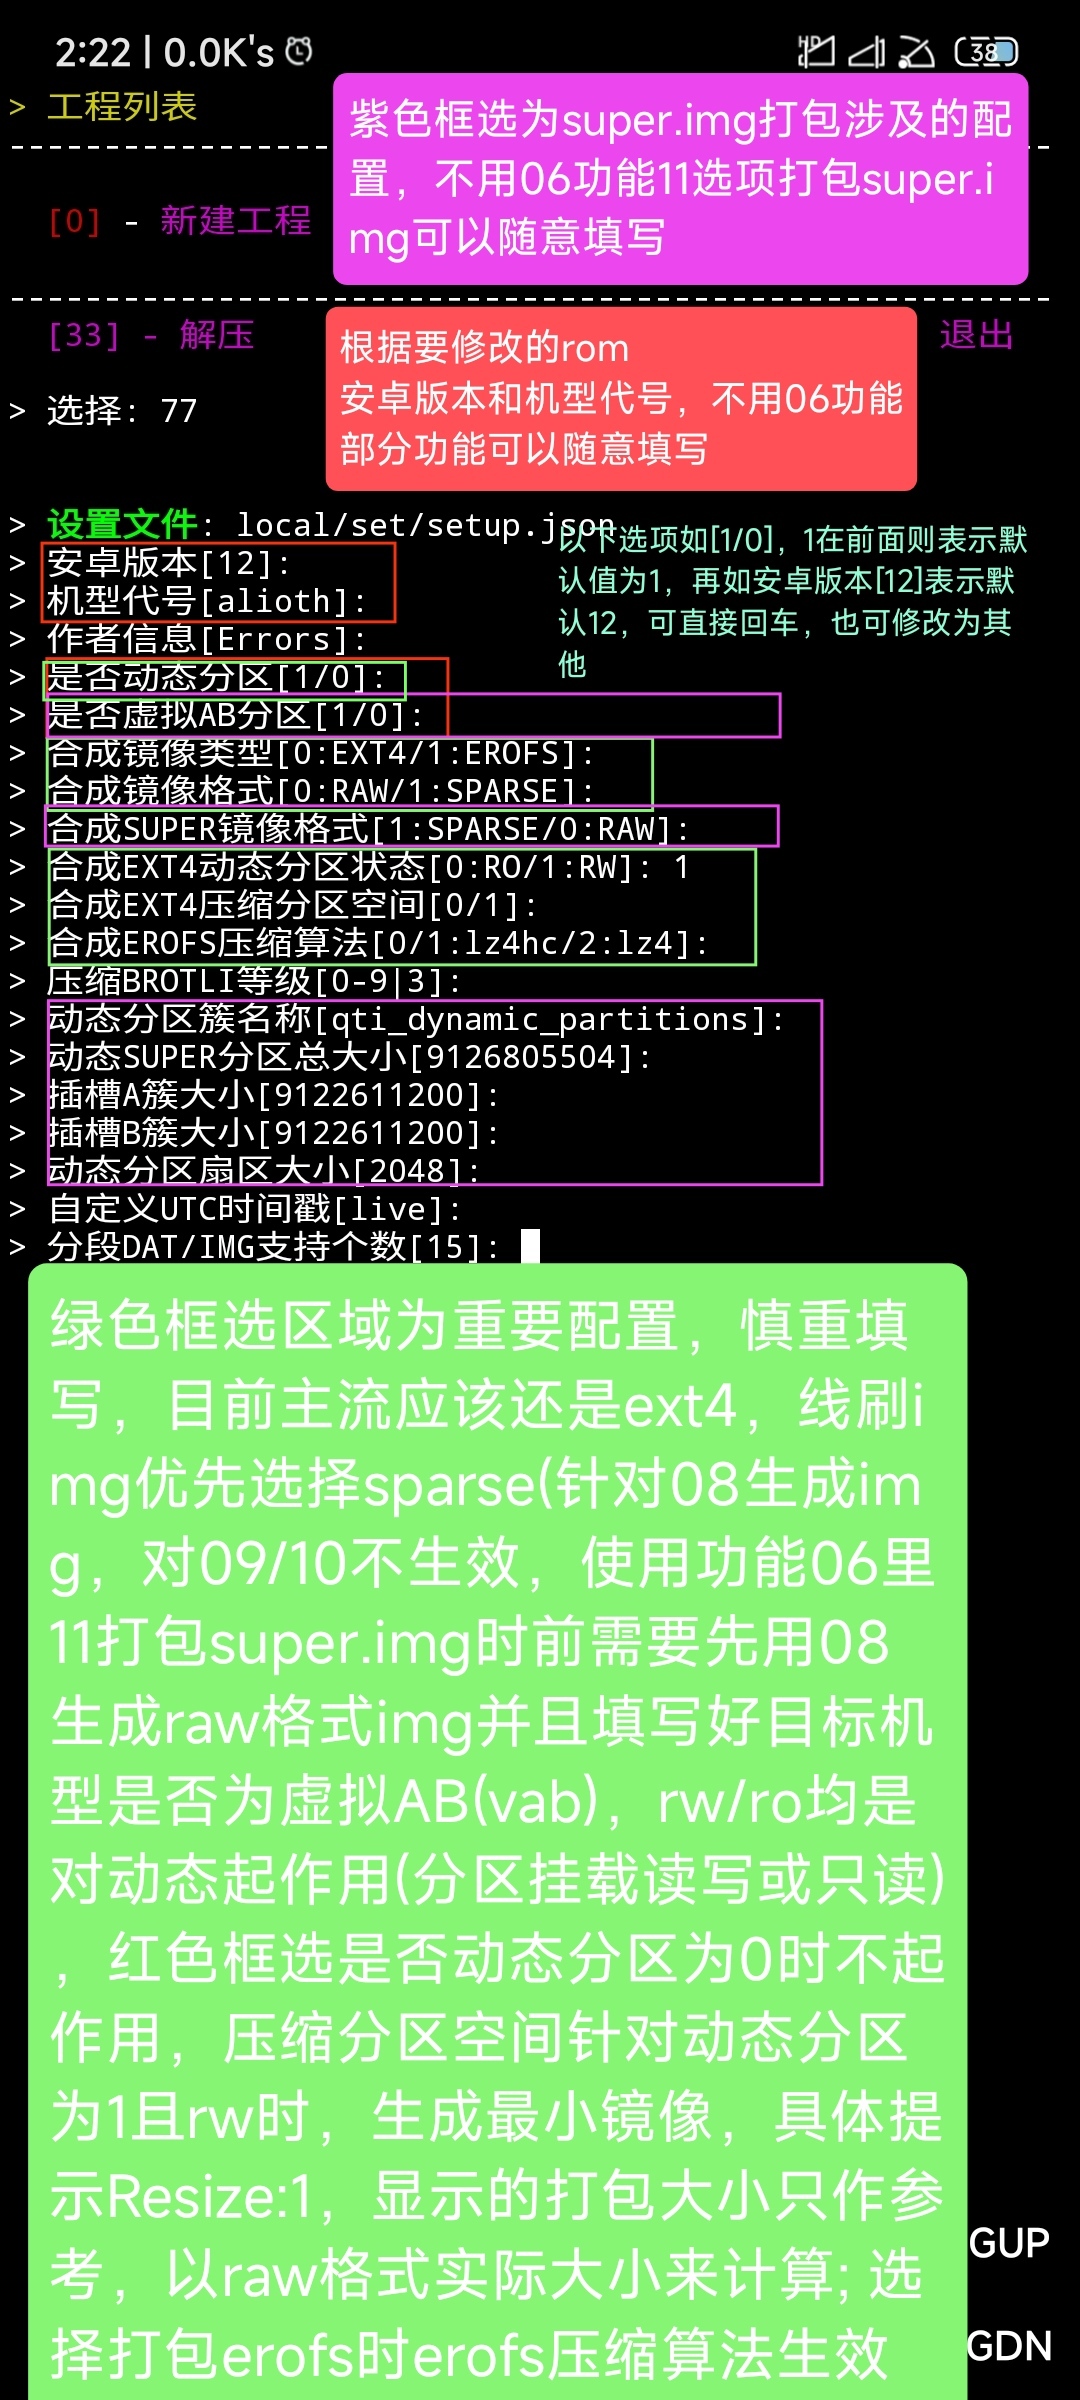 2:22 | 0.0K's
HD
38
> 工程列表
紫色框选为super.img打包涉及的配
置，不用06功能11选项打包super.i
mg可以随意填写
[0] - 新建工程
[33] - 解压
退出
根据要修改的rom
安卓版本和机型代号，不用06功能
部分功能可以随意填写
> 选择: 77
> 设置文件: local/set/setup.json
以下选项如[1/0]，1在前面则表示默
认值为1，再如安卓版本[12]表示默
认12，可直接回车，也可修改为其
他
> 安卓版本[12]:
> 机型代号[alioth]:
> 作者信息[Errors]:
> 是否动态分区[1/0]:
> 是否虚拟AB分区[1/0]:
> 合成镜像类型[0:EXT4/1:EROFS]:
> 合成镜像格式[0:RAW/1:SPARSE]:
> 合成SUPER镜像格式[1:SPARSE/0:RAW]:
> 合成EXT4动态分区状态[0:RO/1:RW]: 1
> 合成EXT4压缩分区空间[0/1]:
> 合成EROFS压缩算法[0/1:lz4hc/2:lz4]:
> 压缩BROTLI等级[0-9|3]:
> 动态分区簇名称[qti_dynamic_partitions]:
> 动态SUPER分区总大小[9126805504]:
> 插槽A簇大小[9122611200]:
> 插槽B簇大小[9122611200]:
> 动态分区扇区大小[2048]:
> 自定义UTC时间戳[live]:
> 分段DAT/IMG支持个数[15]:
绿色框选区域为重要配置，慎重填
写，目前主流应该还是ext4，线刷i
mg优先选择sparse(针对08生成im
g，对09/10不生效，使用功能06里
11打包super.img时前需要先用08
生成raw格式img并且填写好目标机
型是否为虚拟AB(vab)，rw/ro均是
对动态起作用(分区挂载读写或只读)
，红色框选是否动态分区为0时不起
作用，压缩分区空间针对动态分区
为1且rw时，生成最小镜像，具体提
示Resize:1，显示的打包大小只作参
考，以raw格式实际大小来计算; 选
择打包erofs时erofs压缩算法生效
GUP
GDN